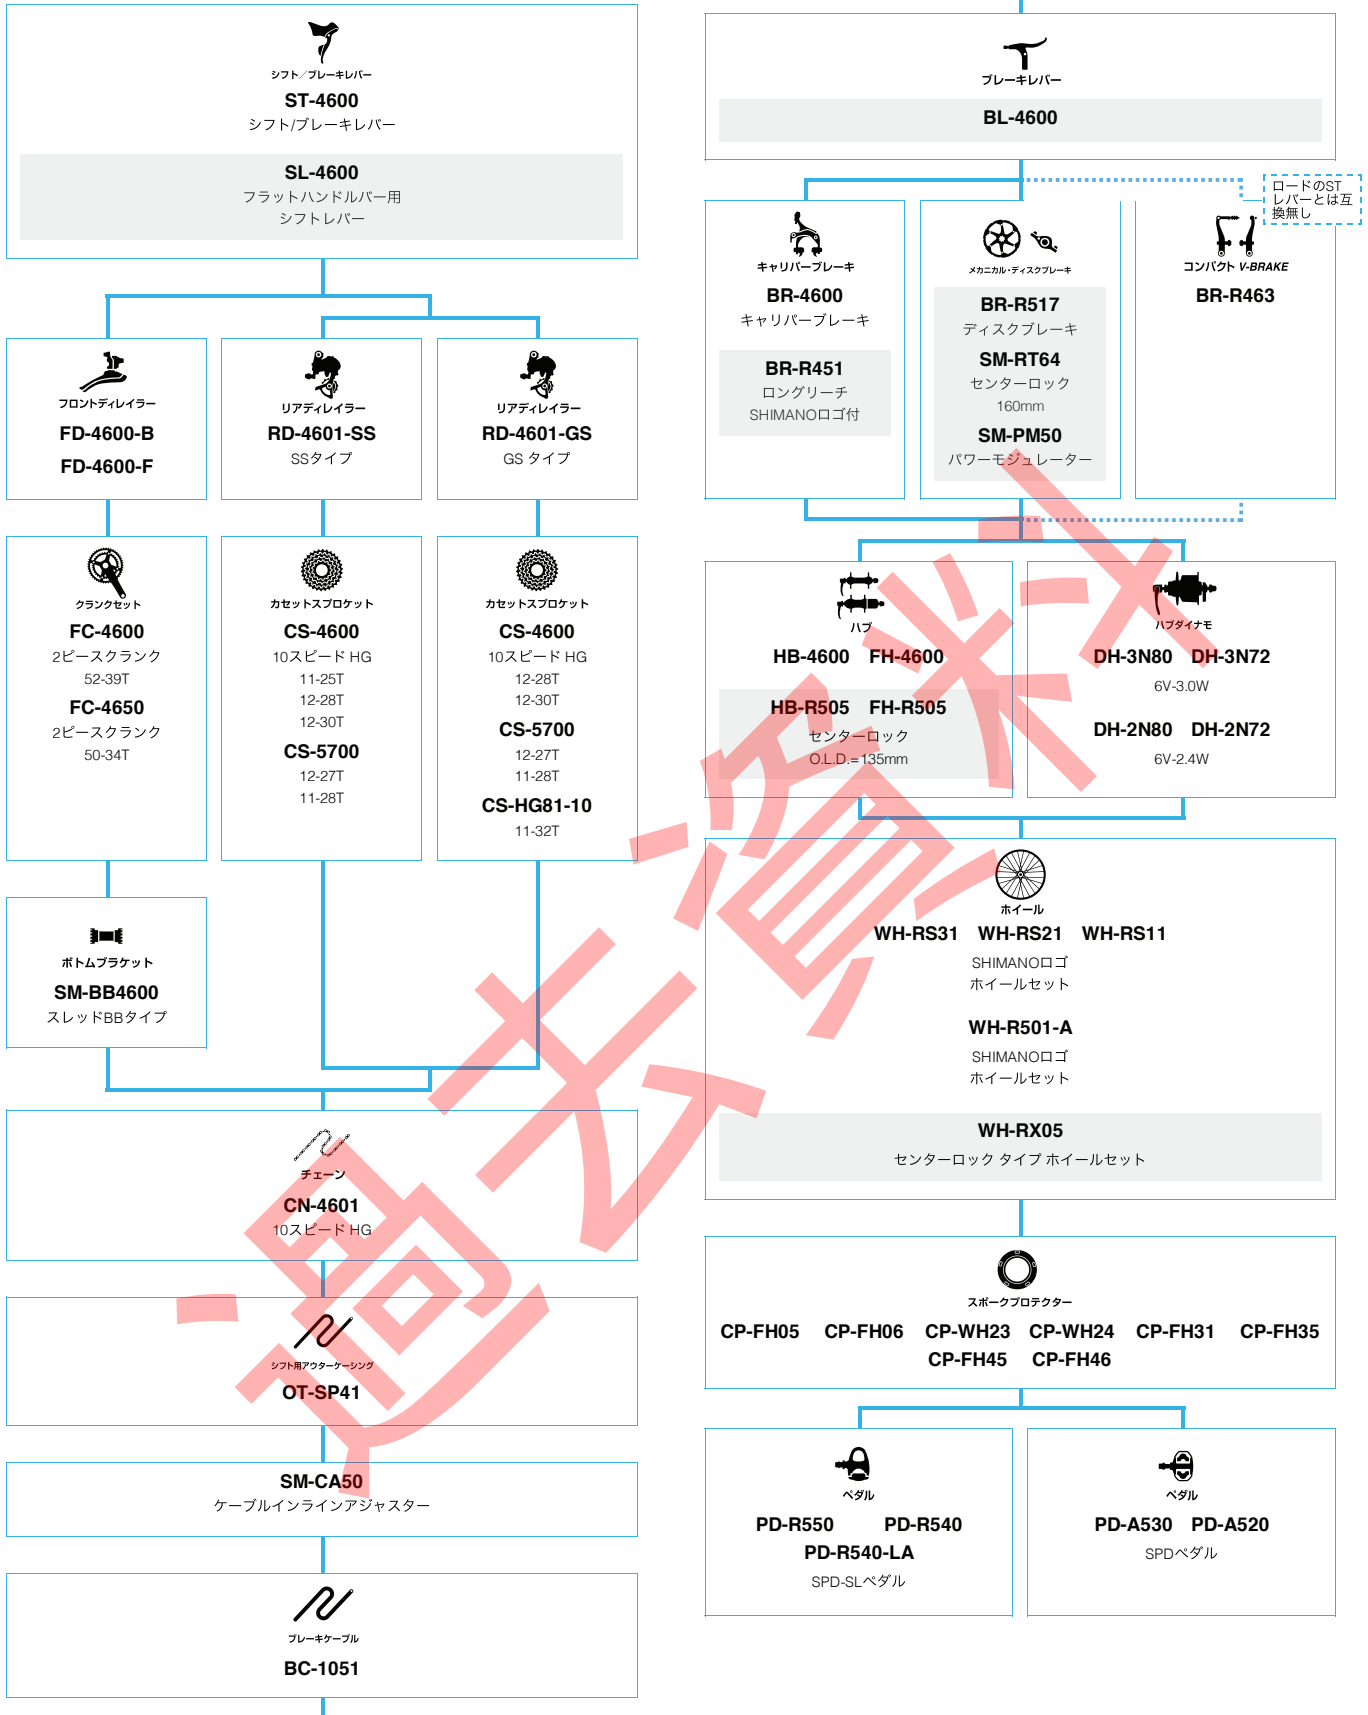 シフト／ブレーキレバー
ST-4600
シフト/ブレーキレバー
SL-4600
フラットハンドルバー用
シフトレバー
フロントディレイラー
FD-4600-B
FD-4600-F
リアディレイラー
RD-4601-SS
SSタイプ
リアディレイラー
RD-4601-GS
GS タイプ
クランクセット
FC-4600
2ピースクランク
52-39T
FC-4650
2ピースクランク
50-34T
カセットスプロケット
CS-4600
10スピード HG
11-25T
12-28T
12-30T
CS-5700
12-27T
11-28T
カセットスプロケット
CS-4600
10スピード HG
12-28T
12-30T
CS-5700
12-27T
11-28T
CS-HG81-10
11-32T
ボトムブラケット
SM-BB4600
スレッドBBタイプ
チェーン
CN-4601
10スピード HG
シフト用アウターケーシング
OT-SP41
SM-CA50
ケーブルインラインアジャスター
ブレーキケーブル
BC-1051
ブレーキレバー
BL-4600
ロードのST
レバーとは互
換無し
キャリパーブレーキ
BR-4600
キャリパーブレーキ
BR-R451
ロングリーチ
SHIMANOロゴ付
メカニカル・ディスクブレーキ
BR-R517
ディスクブレーキ
SM-RT64
センターロック
160mm
SM-PM50
パワーモジュレーター
コンパクト V-BRAKE
BR-R463
ハブ
HB-4600 FH-4600
HB-R505 FH-R505
センターロック
O.L.D.=135mm
ハブダイナモ
DH-3N80 DH-3N72
6V-3.0W
DH-2N80 DH-2N72
6V-2.4W
ホイール
WH-RS31 WH-RS21 WH-RS11
SHIMANOロゴ
ホイールセット
WH-R501-A
SHIMANOロゴ
ホイールセット
WH-RX05
センターロック タイプ ホイールセット
スポークプロテクター
CP-FH05 CP-FH06 CP-WH23 CP-WH24 CP-FH31 CP-FH35
CP-FH45 CP-FH46
ペダル
PD-R550 PD-R540
PD-R540-LA
SPD-SLペダル
ペダル
PD-A530 PD-A520
SPDペダル
過去資料